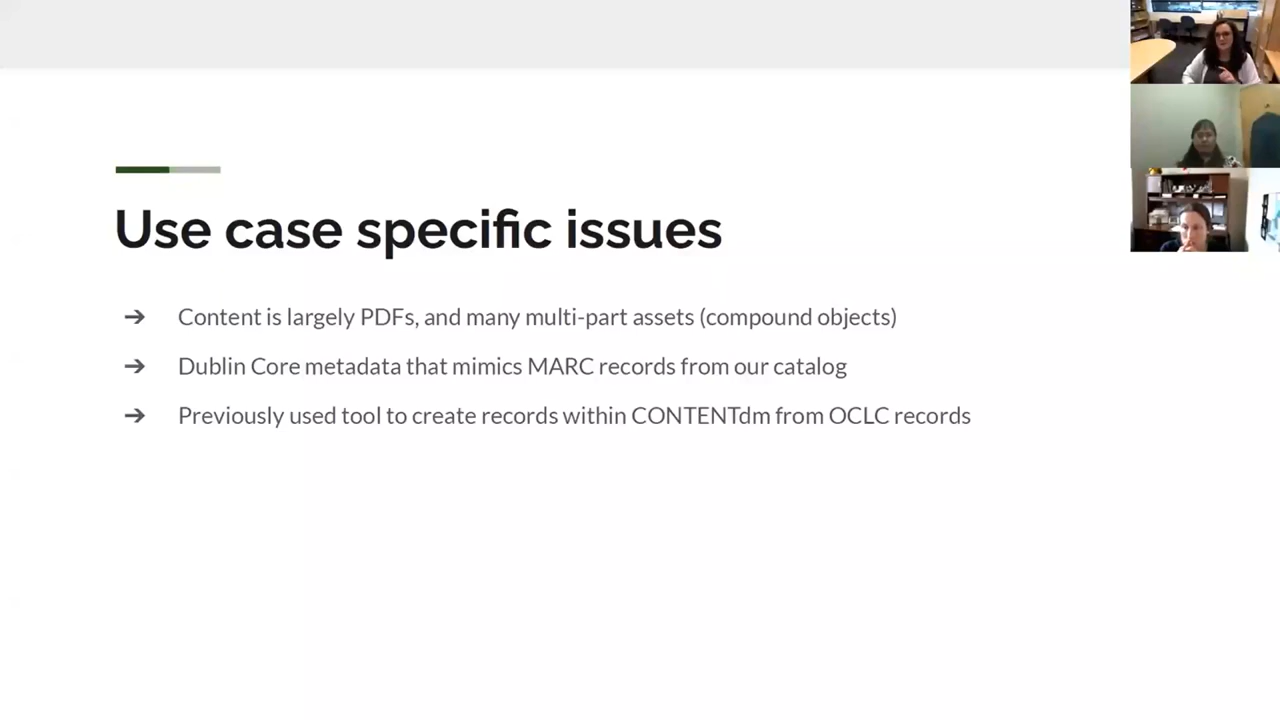 Use case specific issues
➔ Content is largely PDFs, and many multi-part assets (compound objects)
➔ Dublin Core metadata that mimics MARC records from our catalog
➔ Previously used tool to create records within CONTENTdm from OCLC records